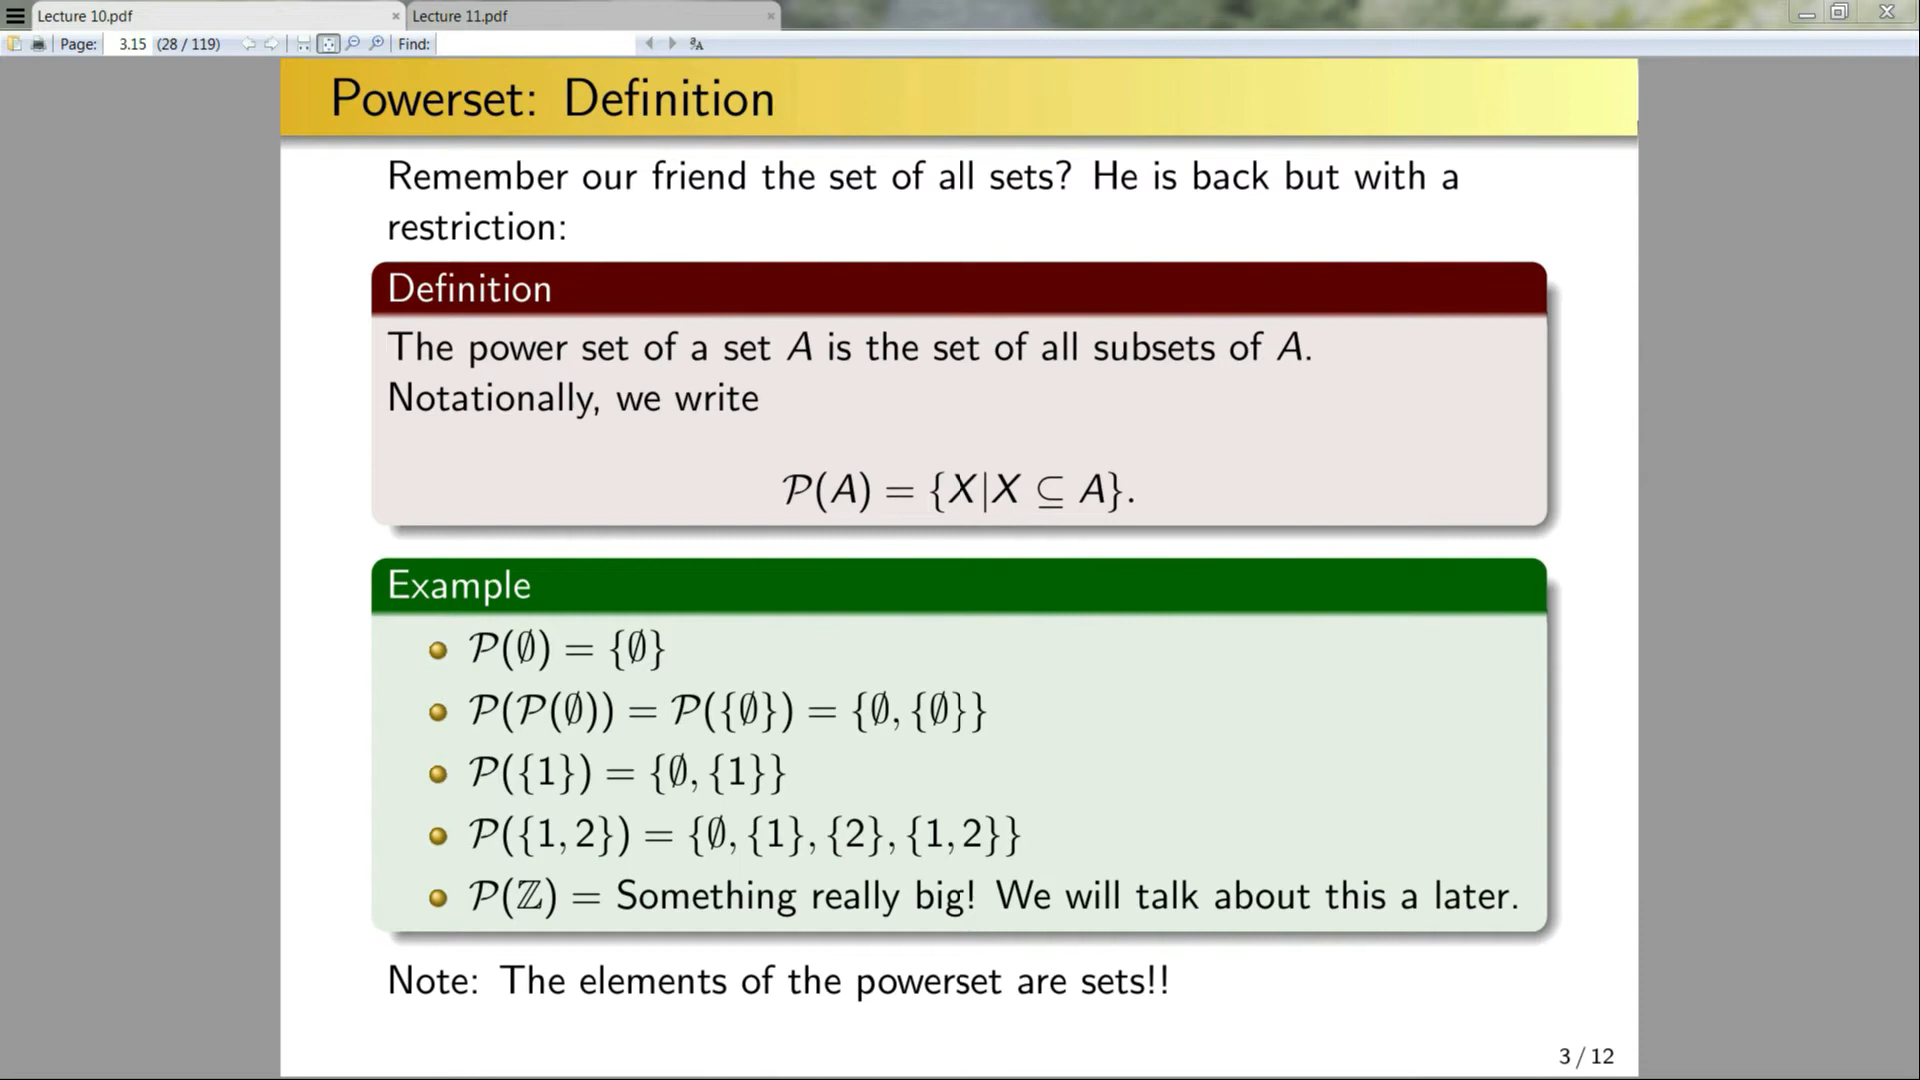 Lecture 10.pdf
Lecture 11.pdf
Page: 3.15 (28 / 119) Find:
Powerset: Definition
Remember our friend the set of all sets? He is back but with a
restriction:
Definition
The power set of a set A is the set of all subsets of A.
Notationally, we write
𝒫(A) = {X|X ⊆ A}.
Example
𝒫(∅) = {∅}
𝒫(𝒫(∅)) = 𝒫({∅}) = {∅, {∅}}
𝒫({1}) = {∅, {1}}
𝒫({1, 2}) = {∅, {1}, {2}, {1, 2}}
𝒫(ℤ) = Something really big! We will talk about this a later.
Note: The elements of the powerset are sets!!
3 / 12